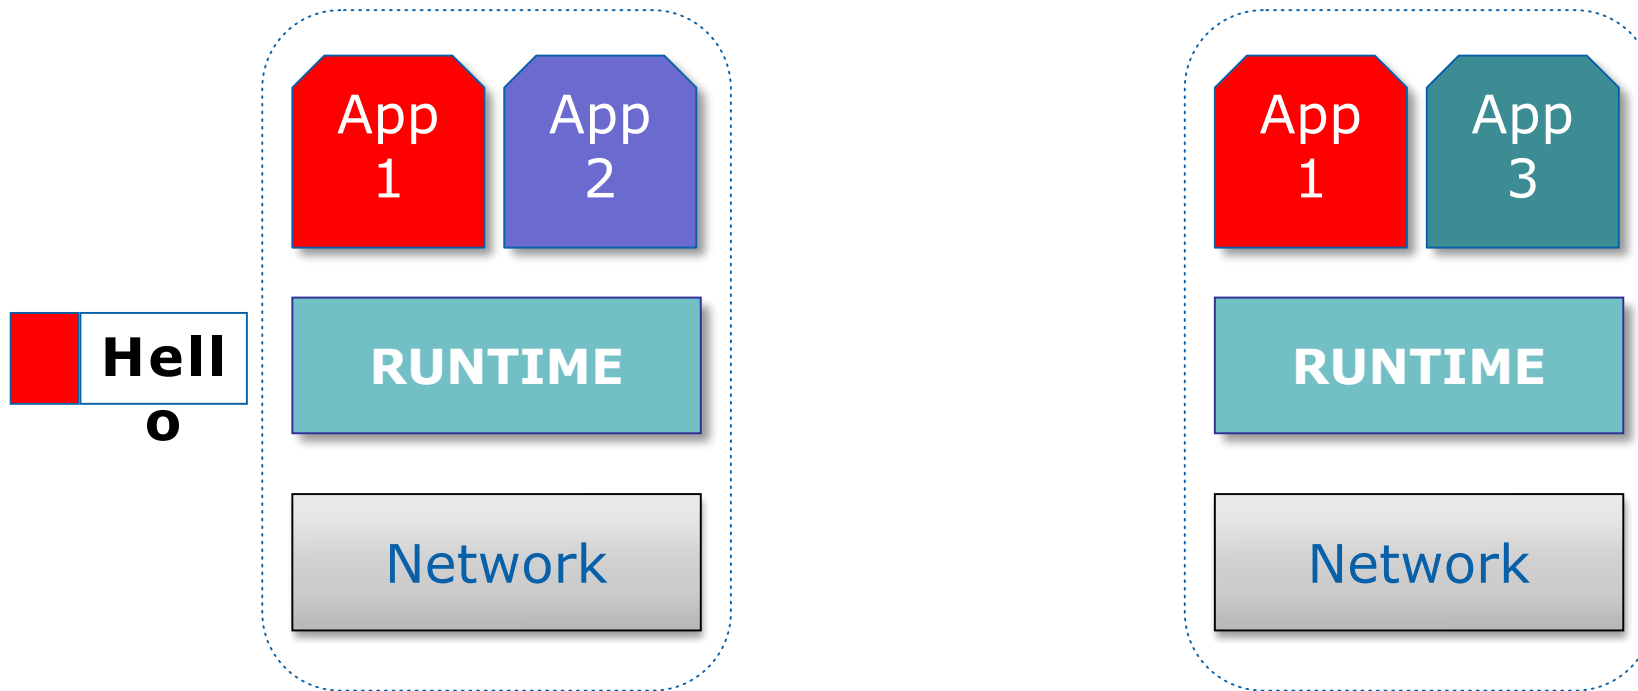 App
1
App
2
App
1
App
3
Hell
o
RUNTIME
RUNTIME
Network
Network